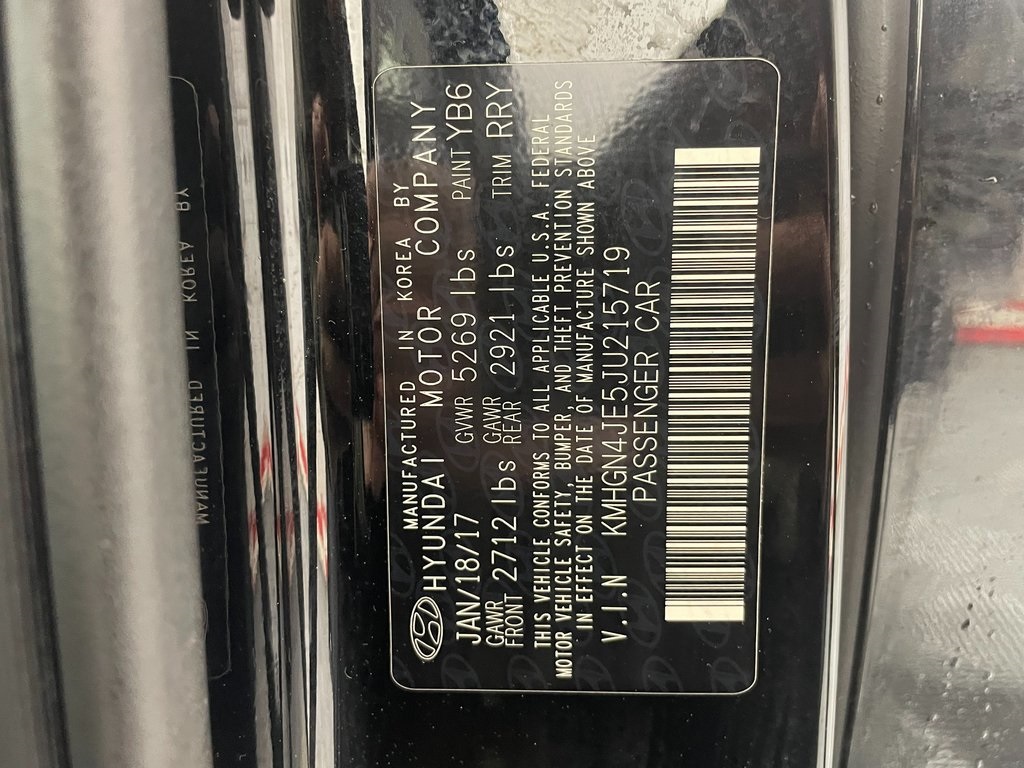 MANUFACTURED IN KOREA BY
HYUNDAI MOTOR COMPANY
JAN/18/17 GVWR 5269 lbs PAINT YB6
GAWR FRONT 2712 lbs GAWR REAR 2921 lbs TRIM RRY
THIS VEHICLE CONFORMS TO ALL APPLICABLE U.S.A. FEDERAL
MOTOR VEHICLE SAFETY, BUMPER, AND THEFT PREVENTION STANDARDS
IN EFFECT ON THE DATE OF MANUFACTURE SHOWN ABOVE
V.I.N KMHGN4JE5JU215719
PASSENGER CAR
MANUFACTURED IN KOREA BY